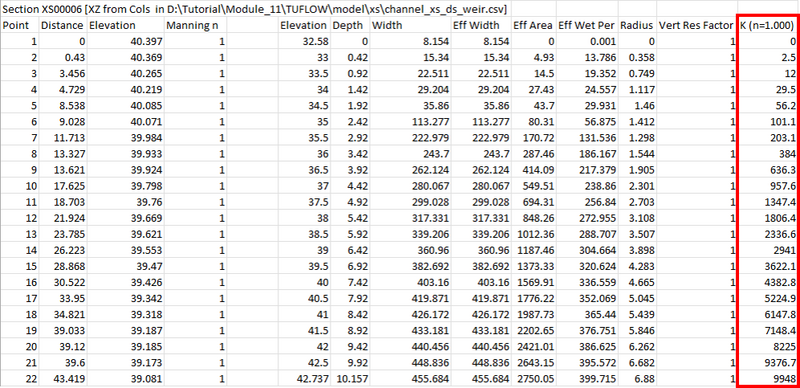 Section XS00006 [XZ from Cols in D:\Tutorial\Module_11\TUFLOW\model\xs\channel_xs_ds_weir.csv]
Point Distance Elevation Manning n Elevation Depth Width Eff Width Eff Area Eff Wet Per Radius Vert Res Factor K (n=1.000)
1 0 40.397 1 32.58 0 8.154 8.154 0 0.001 0 1 0
2 0.43 40.369 1 33 0.42 15.34 15.34 4.93 13.786 0.358 1 2.5
3 3.456 40.265 1 33.5 0.92 22.511 22.511 14.5 19.352 0.749 1 12
4 4.729 40.219 1 34 1.42 29.204 29.204 27.43 24.557 1.117 1 29.5
5 8.538 40.085 1 34.5 1.92 35.86 35.86 43.7 29.931 1.46 1 56.2
6 9.028 40.071 1 35 2.42 113.277 113.277 80.31 56.875 1.412 1 101.1
7 11.713 39.984 1 35.5 2.92 222.979 222.979 170.72 131.536 1.298 1 203.1
8 13.327 39.933 1 36 3.42 243.7 243.7 287.46 186.167 1.544 1 384
9 13.621 39.924 1 36.5 3.92 262.124 262.124 414.09 217.379 1.905 1 636.3
10 17.625 39.798 1 37 4.42 280.067 280.067 549.51 238.86 2.301 1 957.6
11 18.703 39.76 1 37.5 4.92 299.028 299.028 694.31 256.84 2.703 1 1347.4
12 21.924 39.669 1 38 5.42 317.331 317.331 848.26 272.955 3.108 1 1806.4
13 23.785 39.621 1 38.5 5.92 339.206 339.206 1012.36 288.707 3.507 1 2336.6
14 26.223 39.553 1 39 6.42 360.96 360.96 1187.46 304.664 3.898 1 2941
15 28.868 39.47 1 39.5 6.92 382.692 382.692 1373.33 320.624 4.283 1 3622.1
16 30.522 39.426 1 40 7.42 403.16 403.16 1569.91 336.559 4.665 1 4382.8
17 33.95 39.342 1 40.5 7.92 419.871 419.871 1776.22 352.069 5.045 1 5224.9
18 34.821 39.318 1 41 8.42 426.172 426.172 1987.73 365.44 5.439 1 6147.8
19 39.033 39.187 1 41.5 8.92 433.181 433.181 2202.65 376.751 5.846 1 7148.4
20 39.12 39.185 1 42 9.42 440.456 440.456 2421.01 386.625 6.262 1 8225
21 39.6 39.173 1 42.5 9.92 448.836 448.836 2643.15 395.572 6.682 1 9376.7
22 43.419 39.081 1 42.737 10.157 455.684 455.684 2750.05 399.715 6.88 1 9948